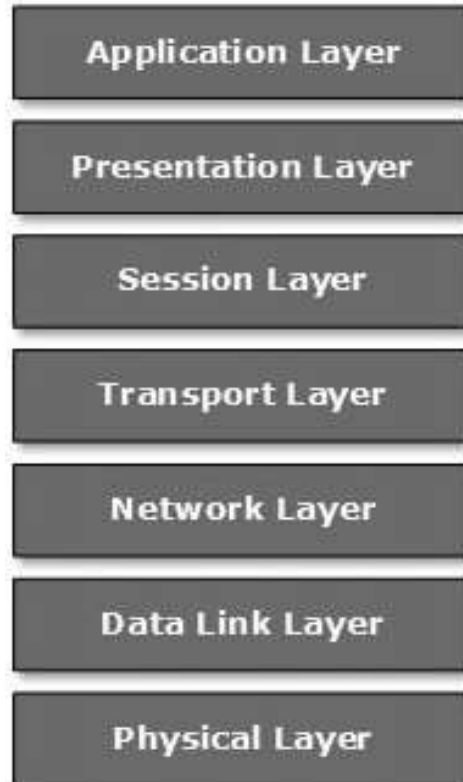 Application Layer
Presentation Layer
Session Layer
Transport Layer
Network Layer
Data Link Layer
Physical Layer